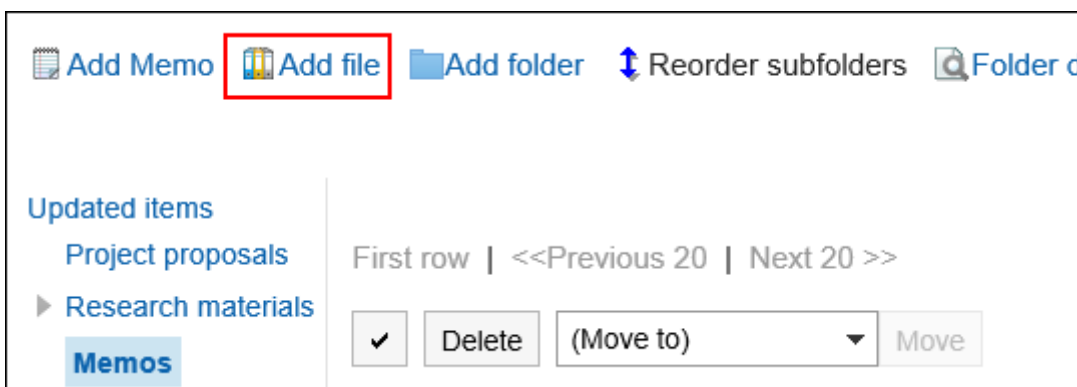 Add Memo Add file Add folder Reorder subfolders Folder
Updated items
Project proposals
Research materials
Memos
First row | <<Previous 20 | Next 20 >>
Delete (Move to) Move